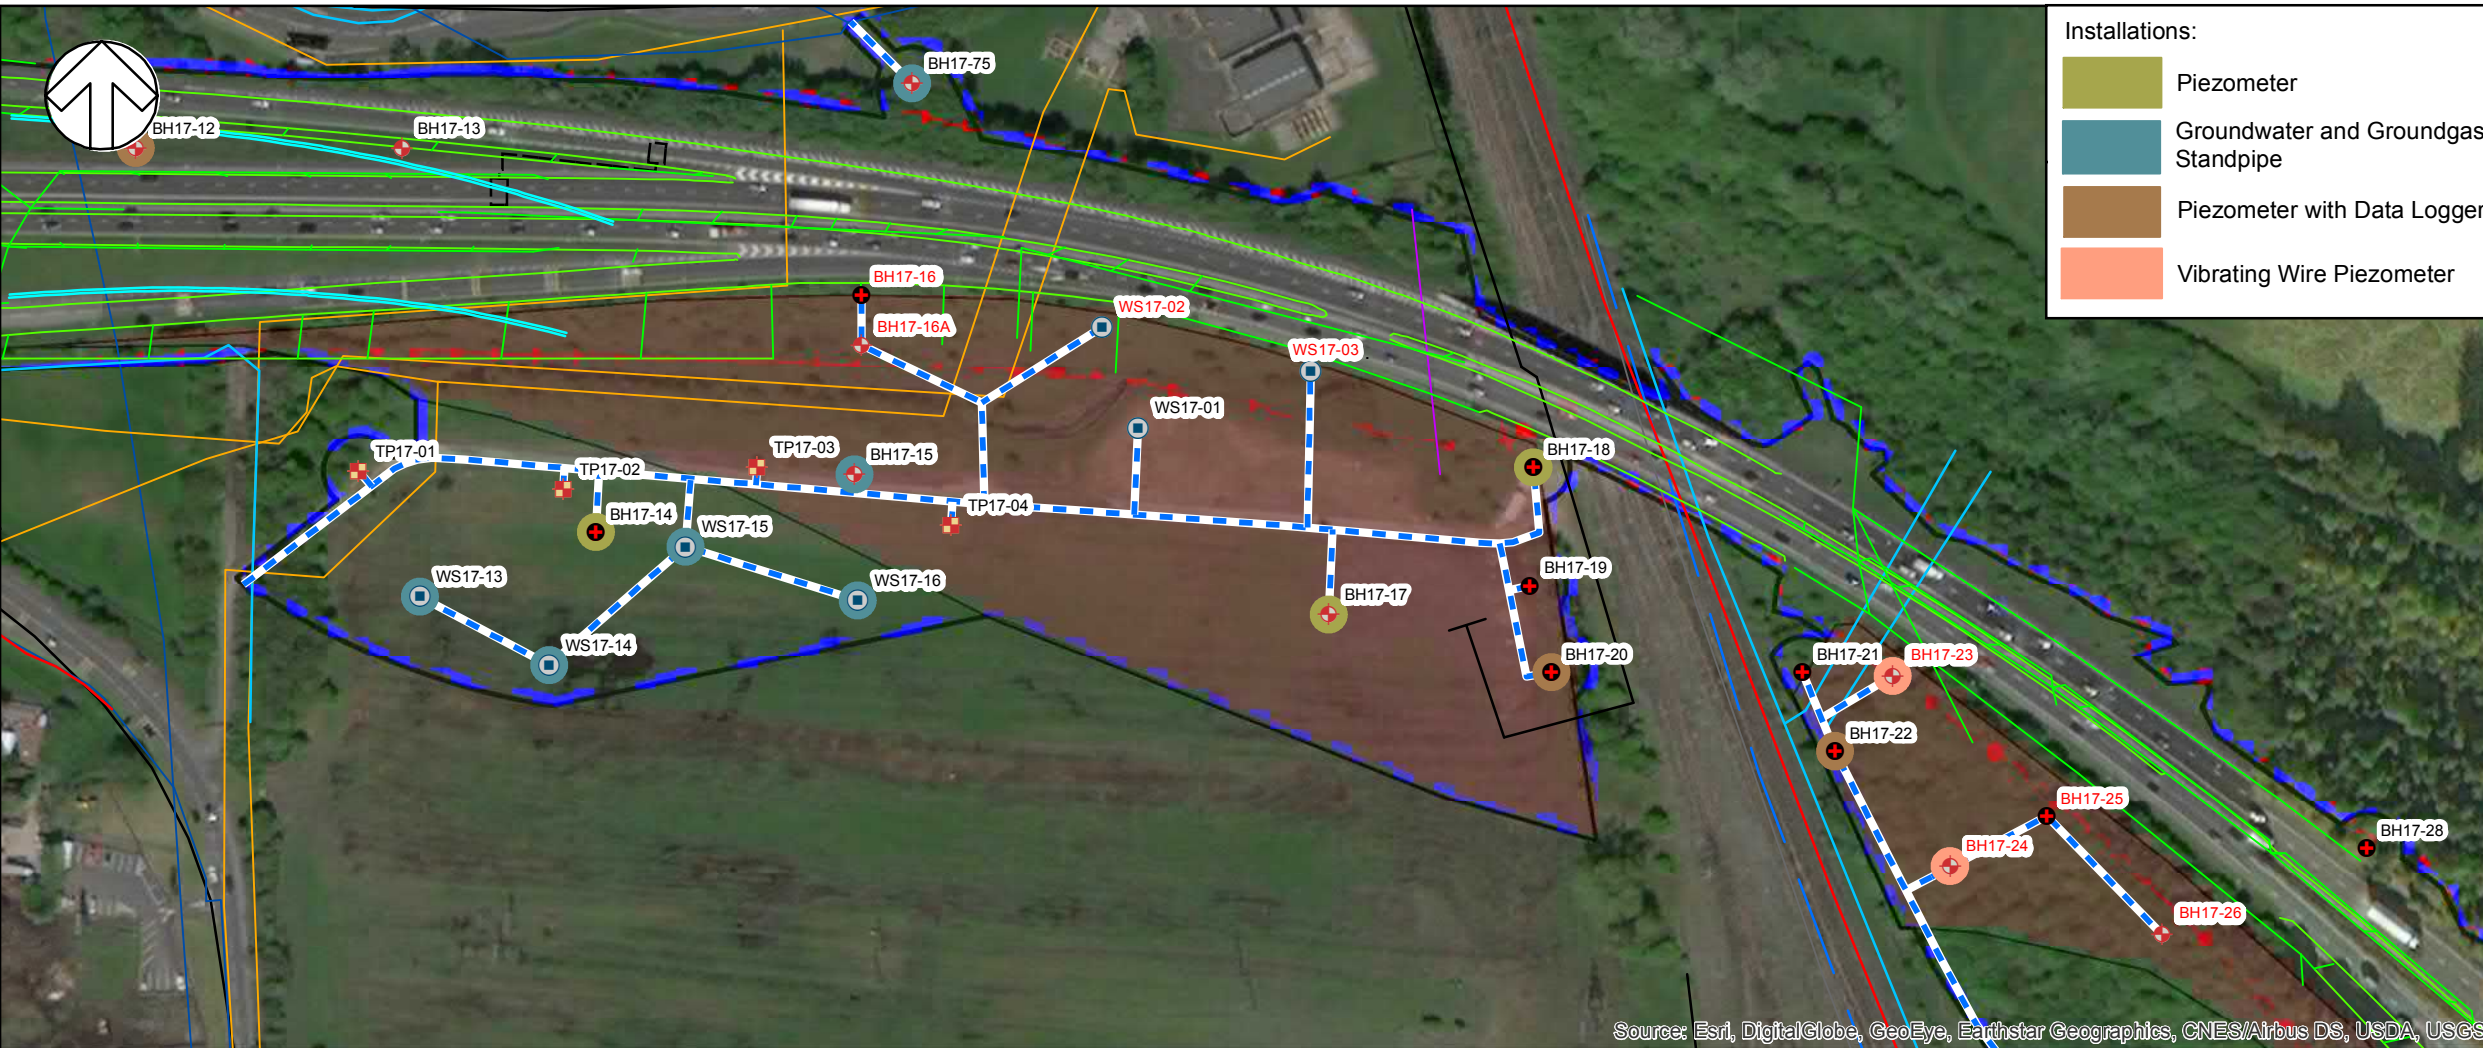 Installations:
Piezometer
Groundwater and Groundgas
Standpipe
Piezometer with Data Logger
Vibrating Wire Piezometer
BH17-75
BH17-12
BH17-13
BH17-16
WS17-02
BH17-16A
WS17-03
WS17-01
TP17-01
TP17-02
TP17-03
BH17-15
BH17-18
TP17-04
BH17-14
WS17-15
WS17-13
WS17-16
BH17-19
BH17-17
WS17-14
BH17-20
BH17-21
BH17-23
BH17-22
BH17-25
BH17-24
BH17-28
BH17-26
Source: Esri, DigitalGlobe, GeoEye, Earthstar Geographics, CNES/Airbus DS, USDA, USGS